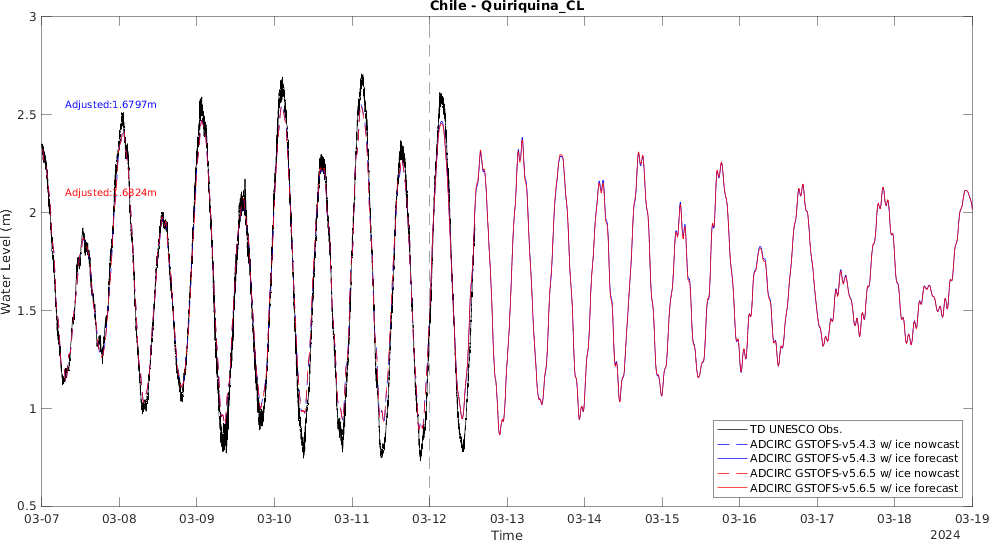 Chile - Quiriquina_CL
3
2.5
2
1.5
1
0.5
Water Level (m)
Adjusted:1.6797m
Adjusted:1.6324m
TD UNESCO Obs.
ADCIRC GSTOFS-v5.4.3 w/ ice nowcast
ADCIRC GSTOFS-v5.4.3 w/ ice forecast
ADCIRC GSTOFS-v5.6.5 w/ ice nowcast
ADCIRC GSTOFS-v5.6.5 w/ ice forecast
03-07 03-08 03-09 03-10 03-11 03-12 03-13 03-14 03-15 03-16 03-17 03-18 03-19
Time
2024